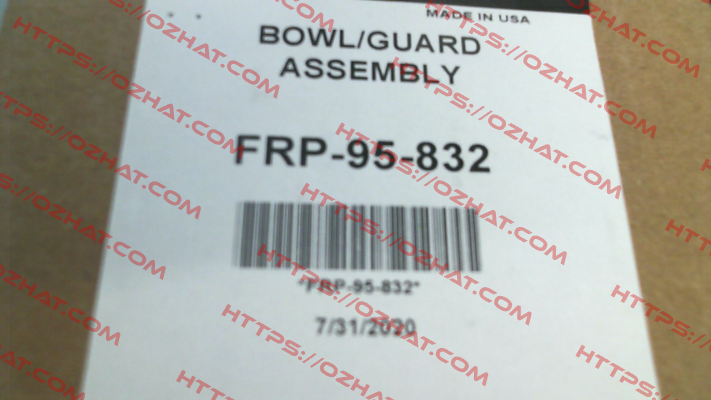 MADE IN USA
BOWL/GUARD
ASSEMBLY
FRP-95-832
*FRP-95-832*
7/31/2020
HTTPS://OZHAT.COM